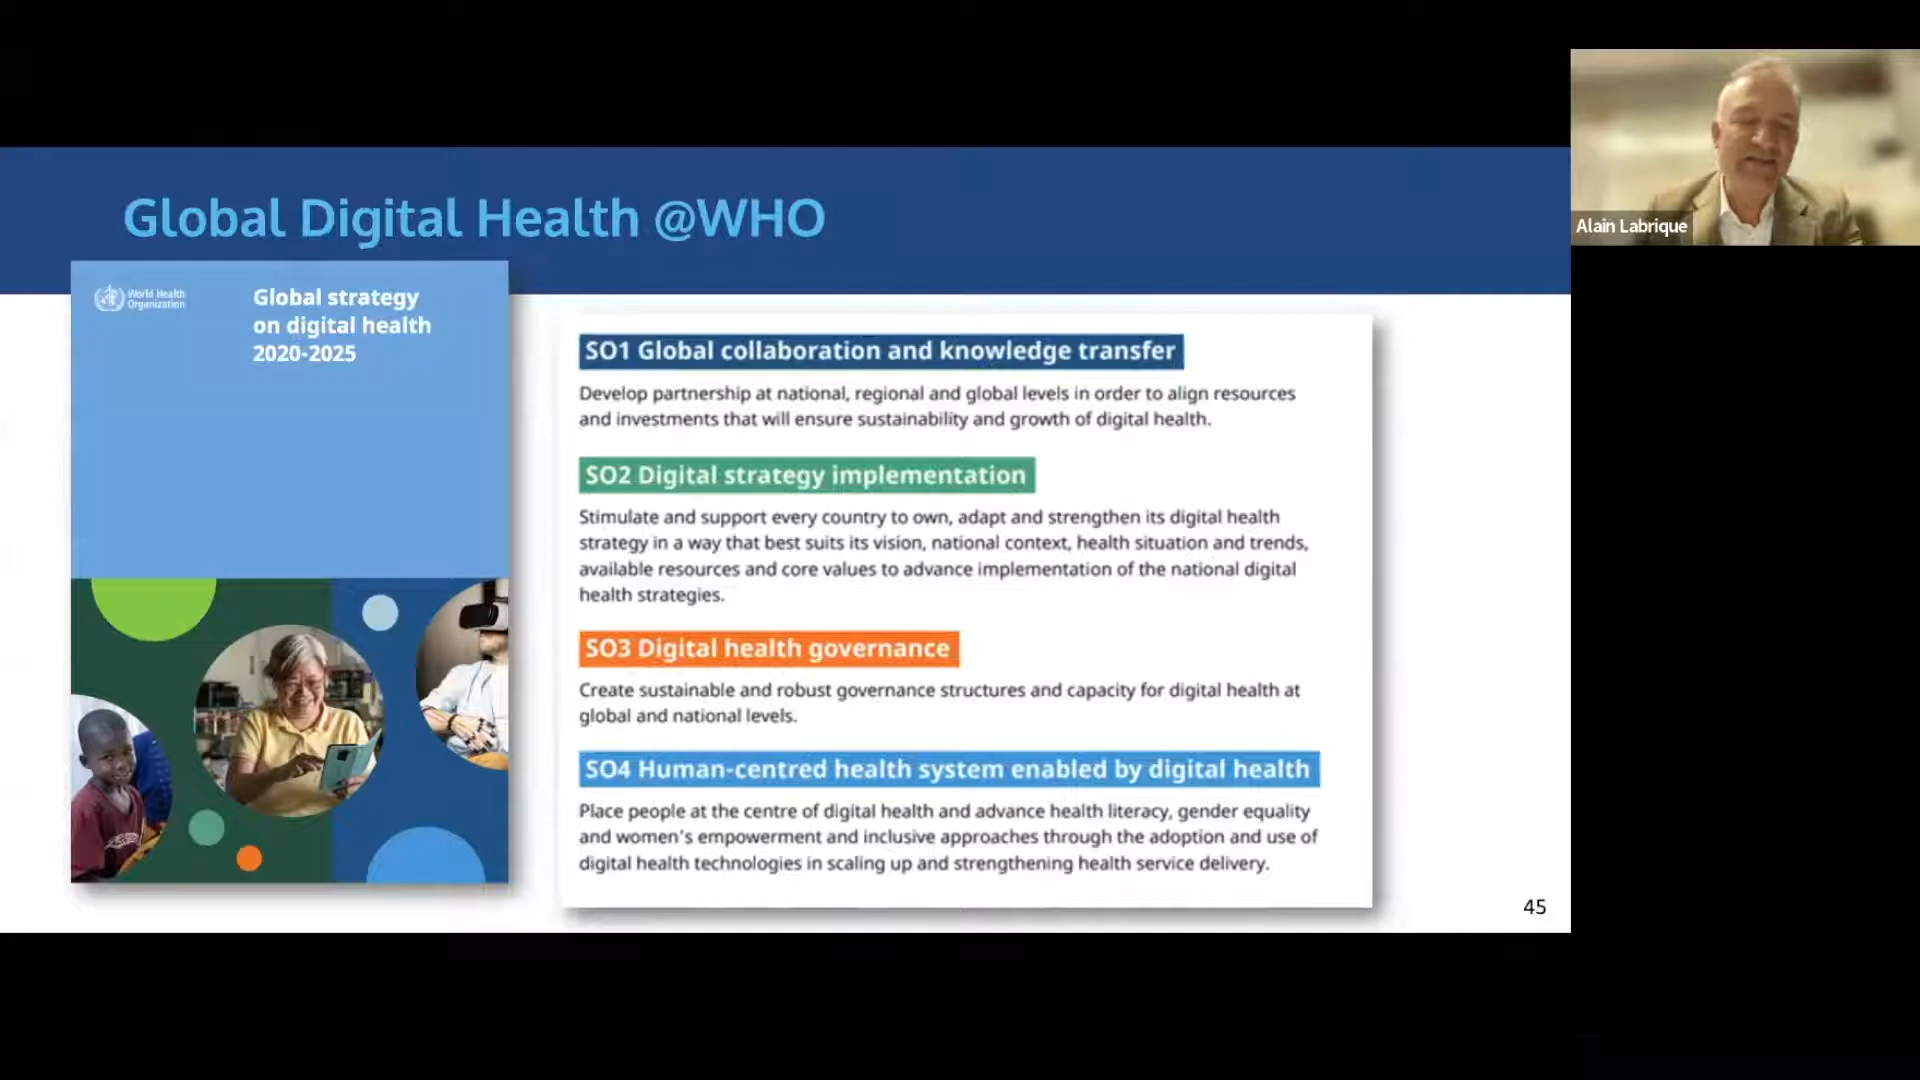 Global Digital Health @WHO
World Health
Organization
Global strategy
on digital health
2020-2025
SO1 Global collaboration and knowledge transfer
Develop partnership at national, regional and global levels in order to align resources
and investments that will ensure sustainability and growth of digital health.
SO2 Digital strategy implementation
Stimulate and support every country to own, adapt and strengthen its digital health
strategy in a way that best suits its vision, national context, health situation and trends,
available resources and core values to advance implementation of the national digital
health strategies.
SO3 Digital health governance
Create sustainable and robust governance structures and capacity for digital health at
global and national levels.
SO4 Human-centred health system enabled by digital health
Place people at the centre of digital health and advance health literacy, gender equality
and women's empowerment and inclusive approaches through the adoption and use of
digital health technologies in scaling up and strengthening health service delivery.
45
Alain Labrique